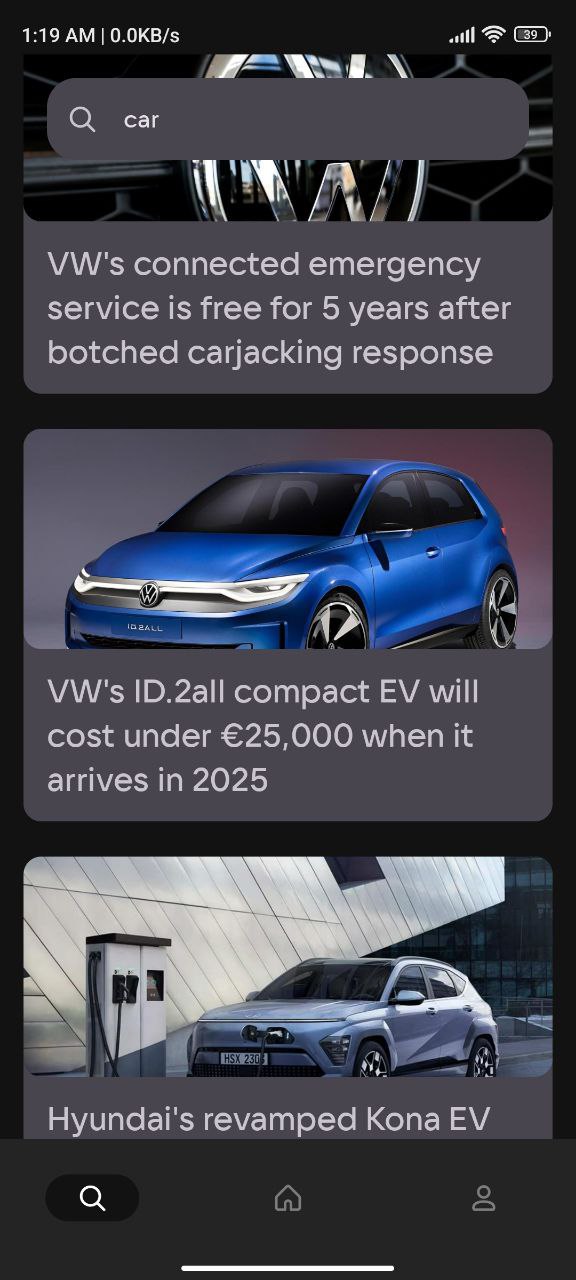 1:19 AM | 0.0KB/s
39
car
VW's connected emergency
service is free for 5 years after
botched carjacking response
ID.2ALL
VW's ID.2all compact EV will
cost under €25,000 when it
arrives in 2025
HSX 230
Hyundai's revamped Kona EV